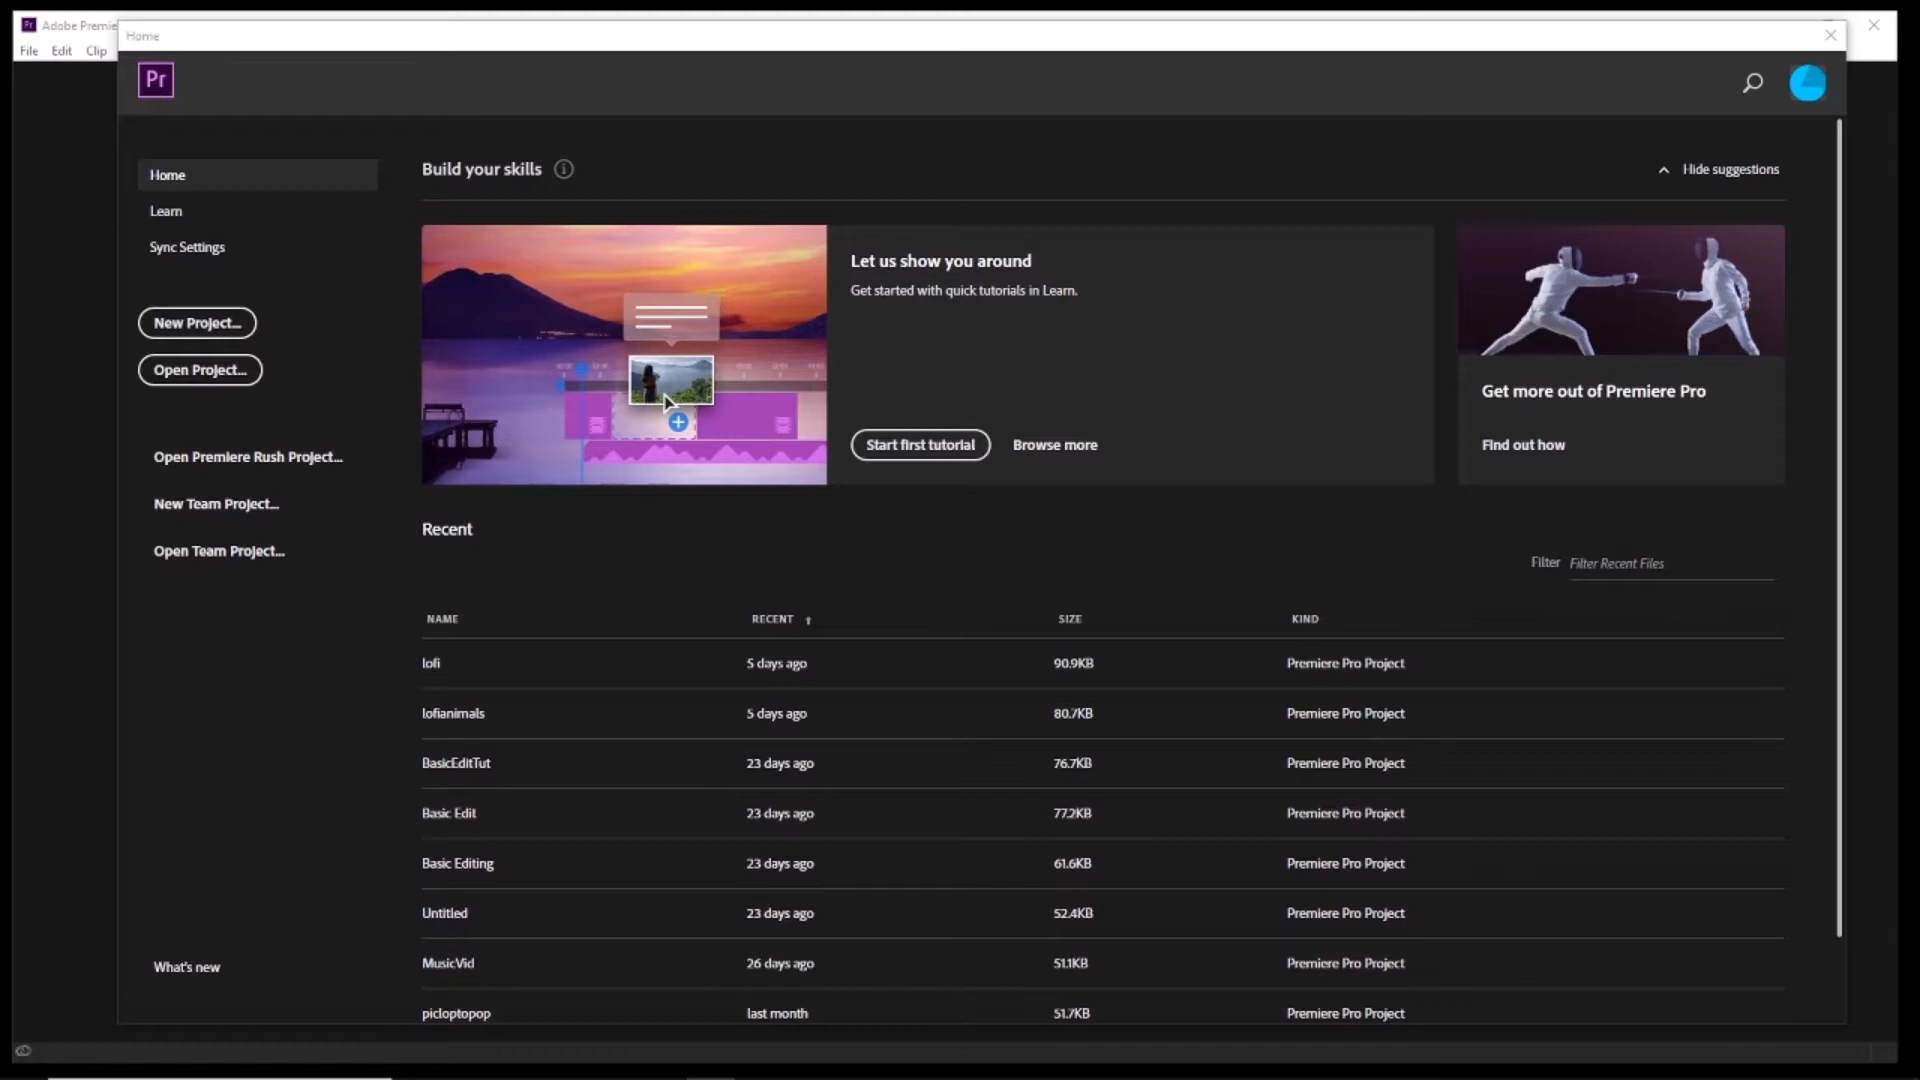 Adobe Premie
File Edit Clip
Home
Pr
Home
Learn
Sync Settings
New Project...
Open Project...
Open Premiere Rush Project...
New Team Project...
Open Team Project...
What's new
Build your skills
Hide suggestions
Let us show you around
Get started with quick tutorials in Learn.
Start first tutorial Browse more
Get more out of Premiere Pro
Find out how
Recent
Filter Filter Recent Files
NAME RECENT SIZE KIND
lofi 5 days ago 90.9KB Premiere Pro Project
lofianimals 5 days ago 80.7KB Premiere Pro Project
BasicEditTut 23 days ago 76.7KB Premiere Pro Project
Basic Edit 23 days ago 77.2KB Premiere Pro Project
Basic Editing 23 days ago 61.6KB Premiere Pro Project
Untitled 23 days ago 52.4KB Premiere Pro Project
MusicVid 26 days ago 51.1KB Premiere Pro Project
picloptopop last month 51.7KB Premiere Pro Project